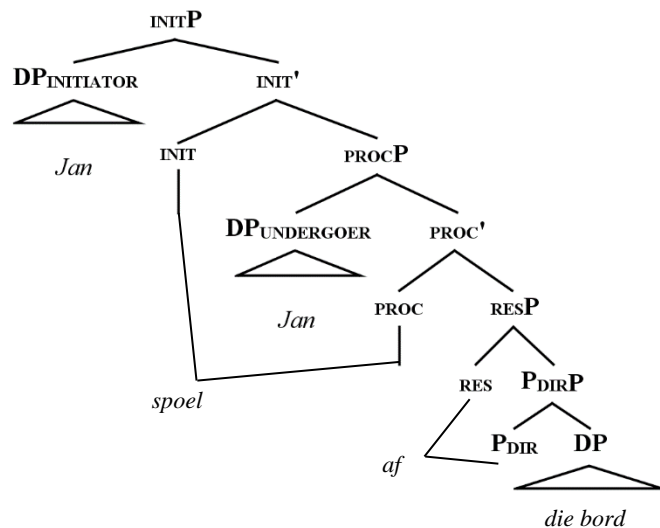 INITP
DPINITIATOR INIT'
Jan INIT PROCP
DPUNDERGOER PROC'
Jan PROC RESP
spoel RES PDIRP
af PDIR DP
die bord